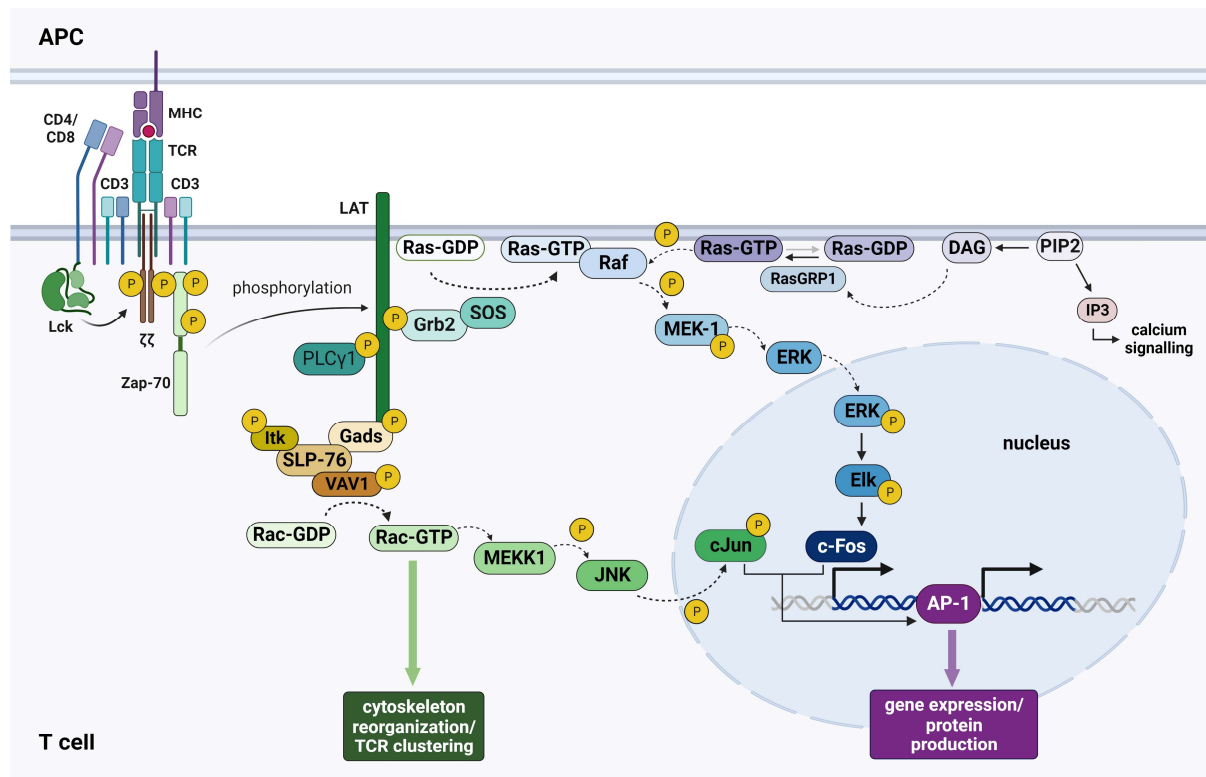 APC
MHC
CD4/
CD8
TCR
CD3
CD3
LAT
P
Ras-GDP
Ras-GTP
Raf
Ras-GTP
Ras-GDP
DAG
PIP2
RasGRP1
P
P
P
P
P
phosphorylation
Lck
ζζ
P
Grb2
SOS
MEK-1
P
IP3
calcium
signalling
PLCγ1
P
ERK
Zap-70
P
Itk
Gads
P
SLP-76
VAV1
P
ERK
P
nucleus
Elk
P
Rac-GDP
Rac-GTP
MEKK1
P
JNK
P
cJun
P
c-Fos
AP-1
cytoskeleton
reorganization/
TCR clustering
gene expression/
protein
production
T cell